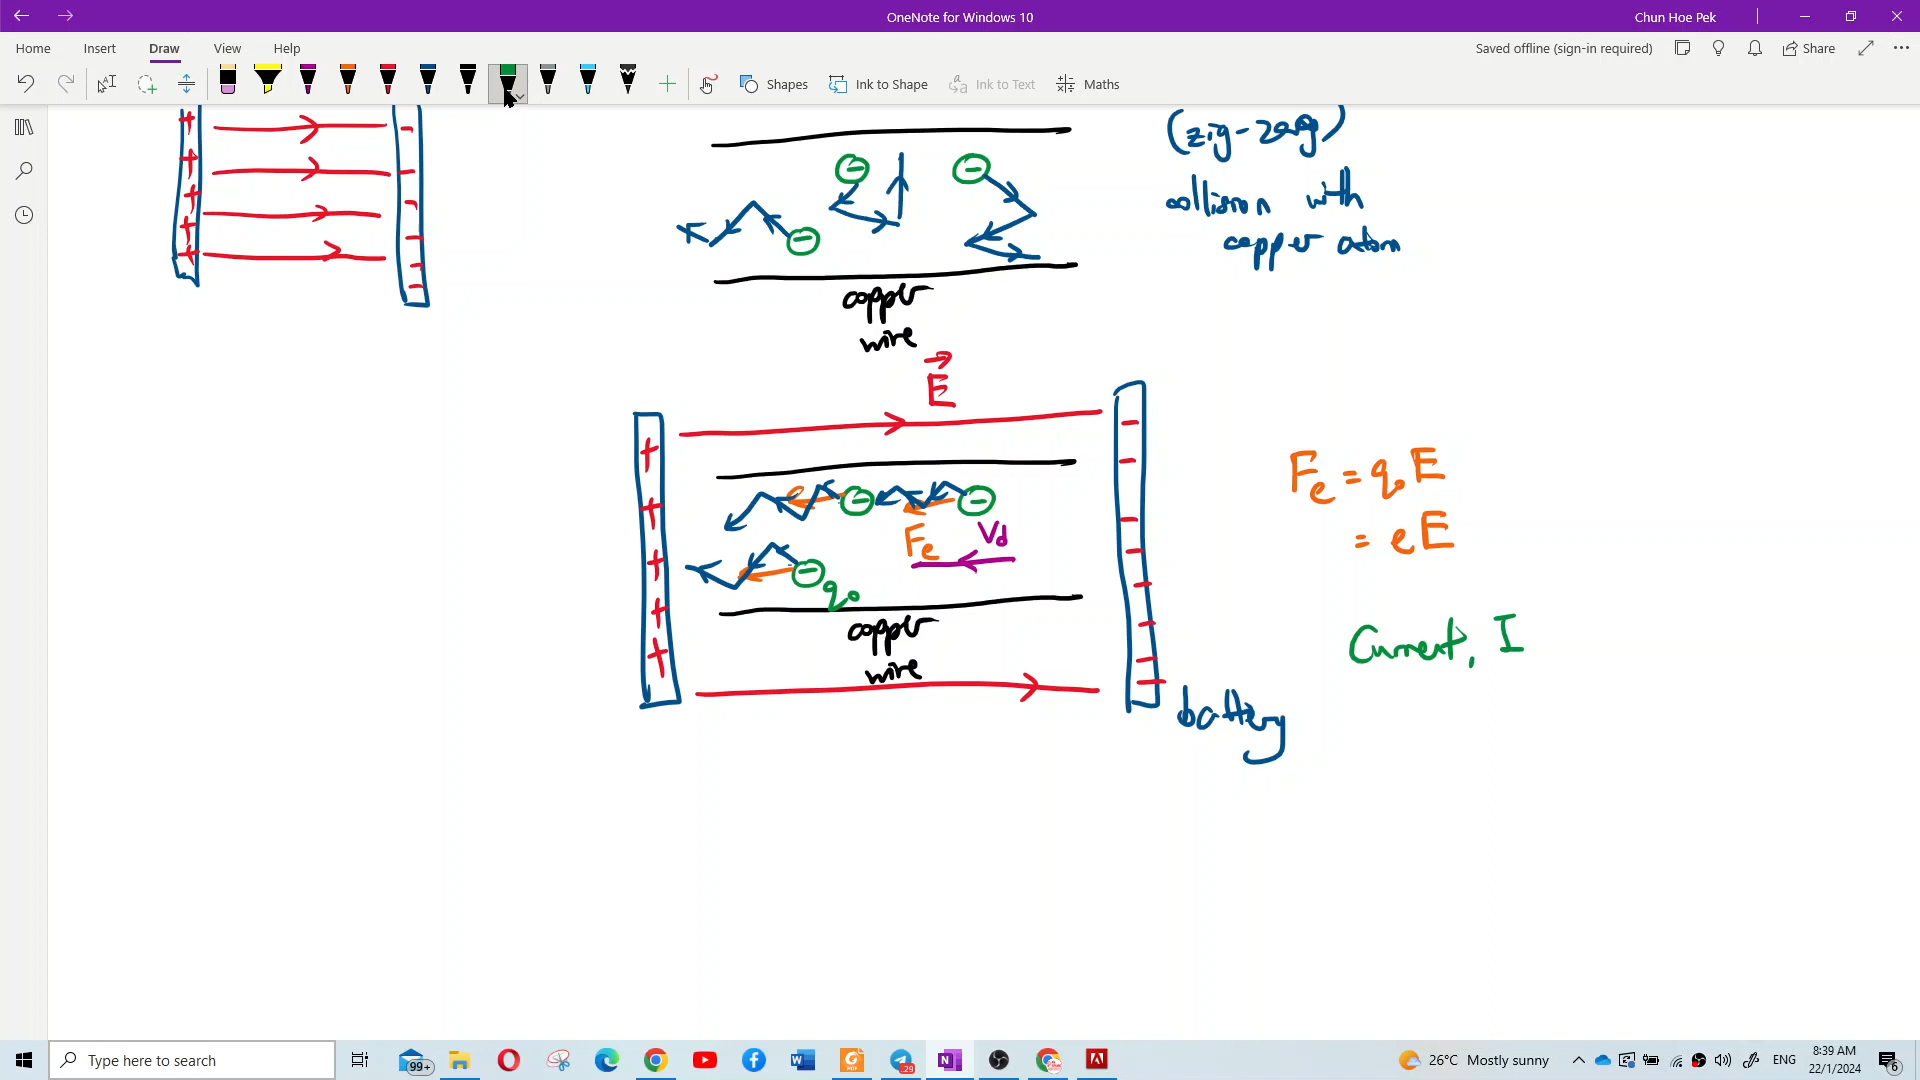 OneNote for Windows 10
Chun Hoe Pek
Home Insert Draw View Help
Saved offline (sign-in required)
Share
Shapes
Ink to Shape
Ink to Text
Maths
(zig-zag)
collision with
copper atom
copper
wire
E
Fe = q₀E
= eE
Fe
Vd
q₀
copper
wire
Current, I
battery
Type here to search
99+
29
26°C Mostly sunny
ENG
8:39 AM
22/1/2024
6